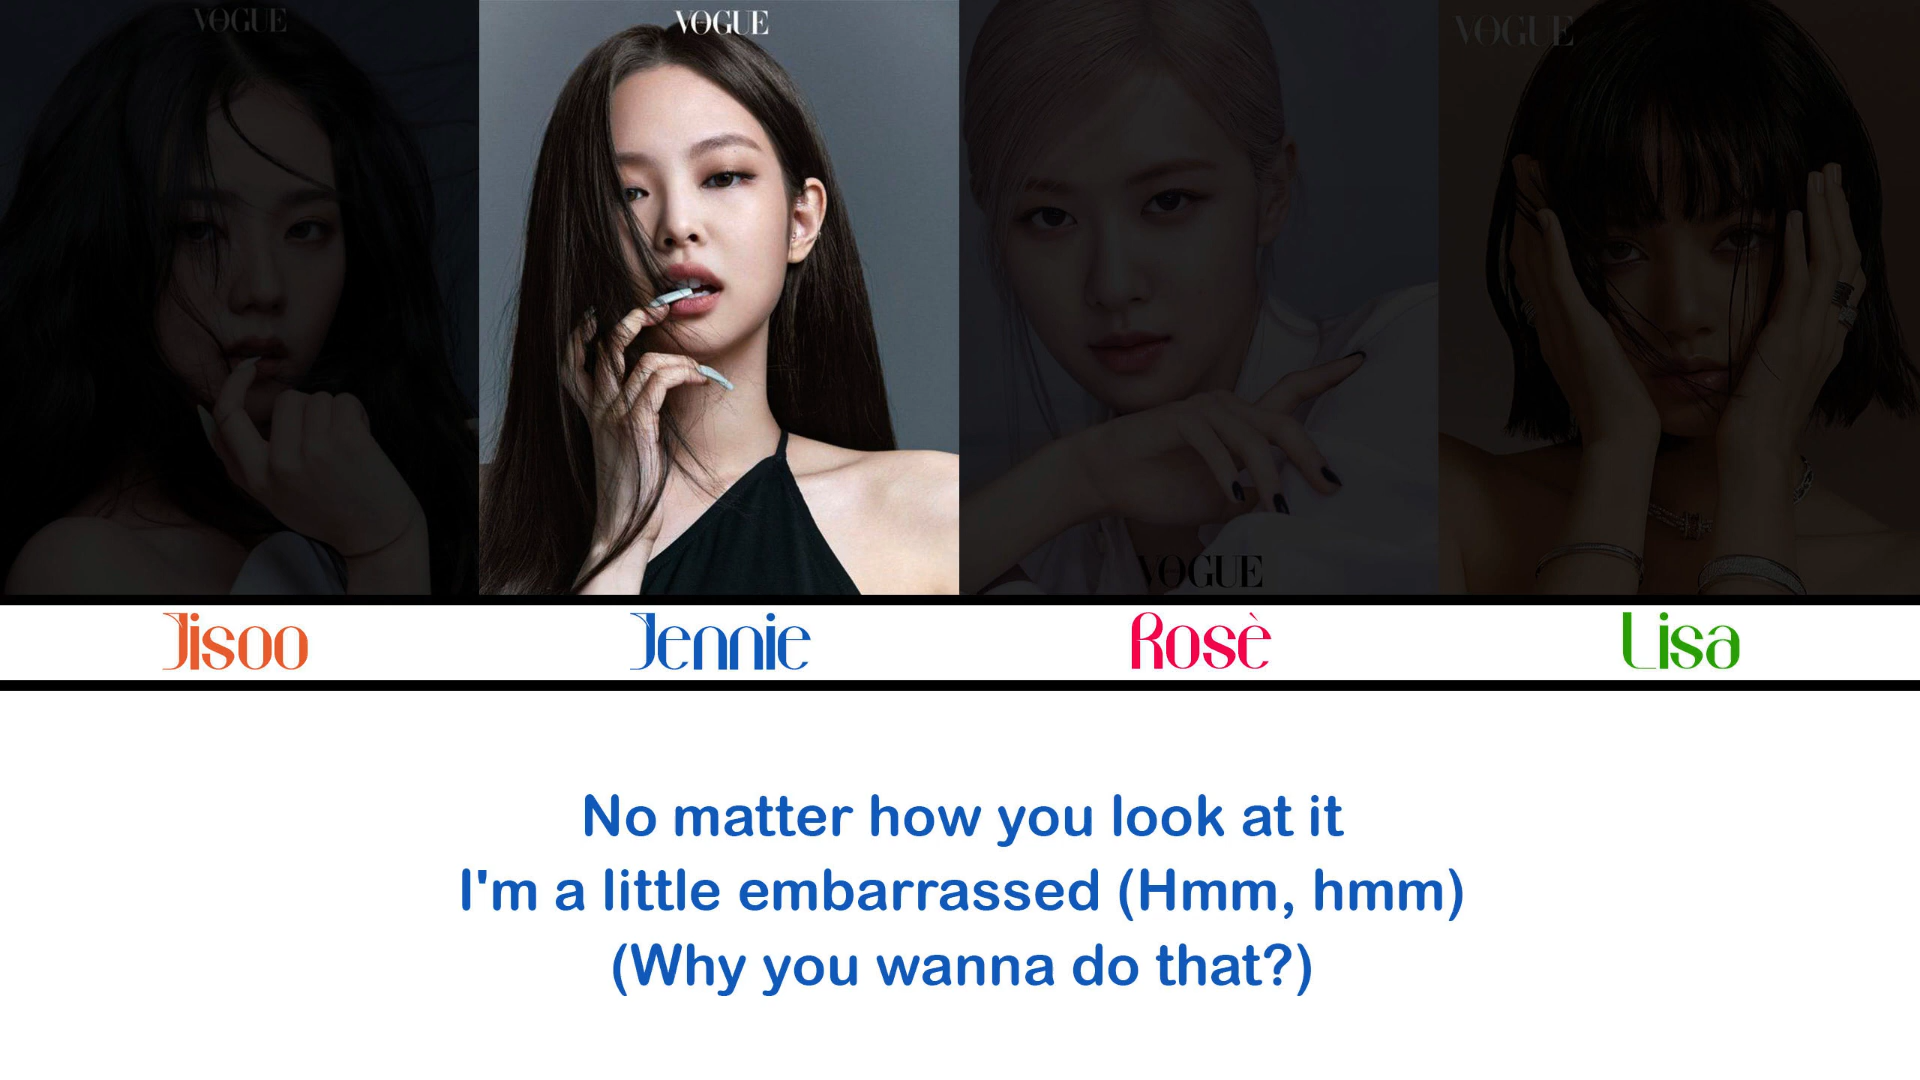 VOGUE
VOGUE
VOGUE
VOGUE
Jisoo
Jennie
Rosè
Lisa
No matter how you look at it
I'm a little embarrassed (Hmm, hmm)
(Why you wanna do that?)